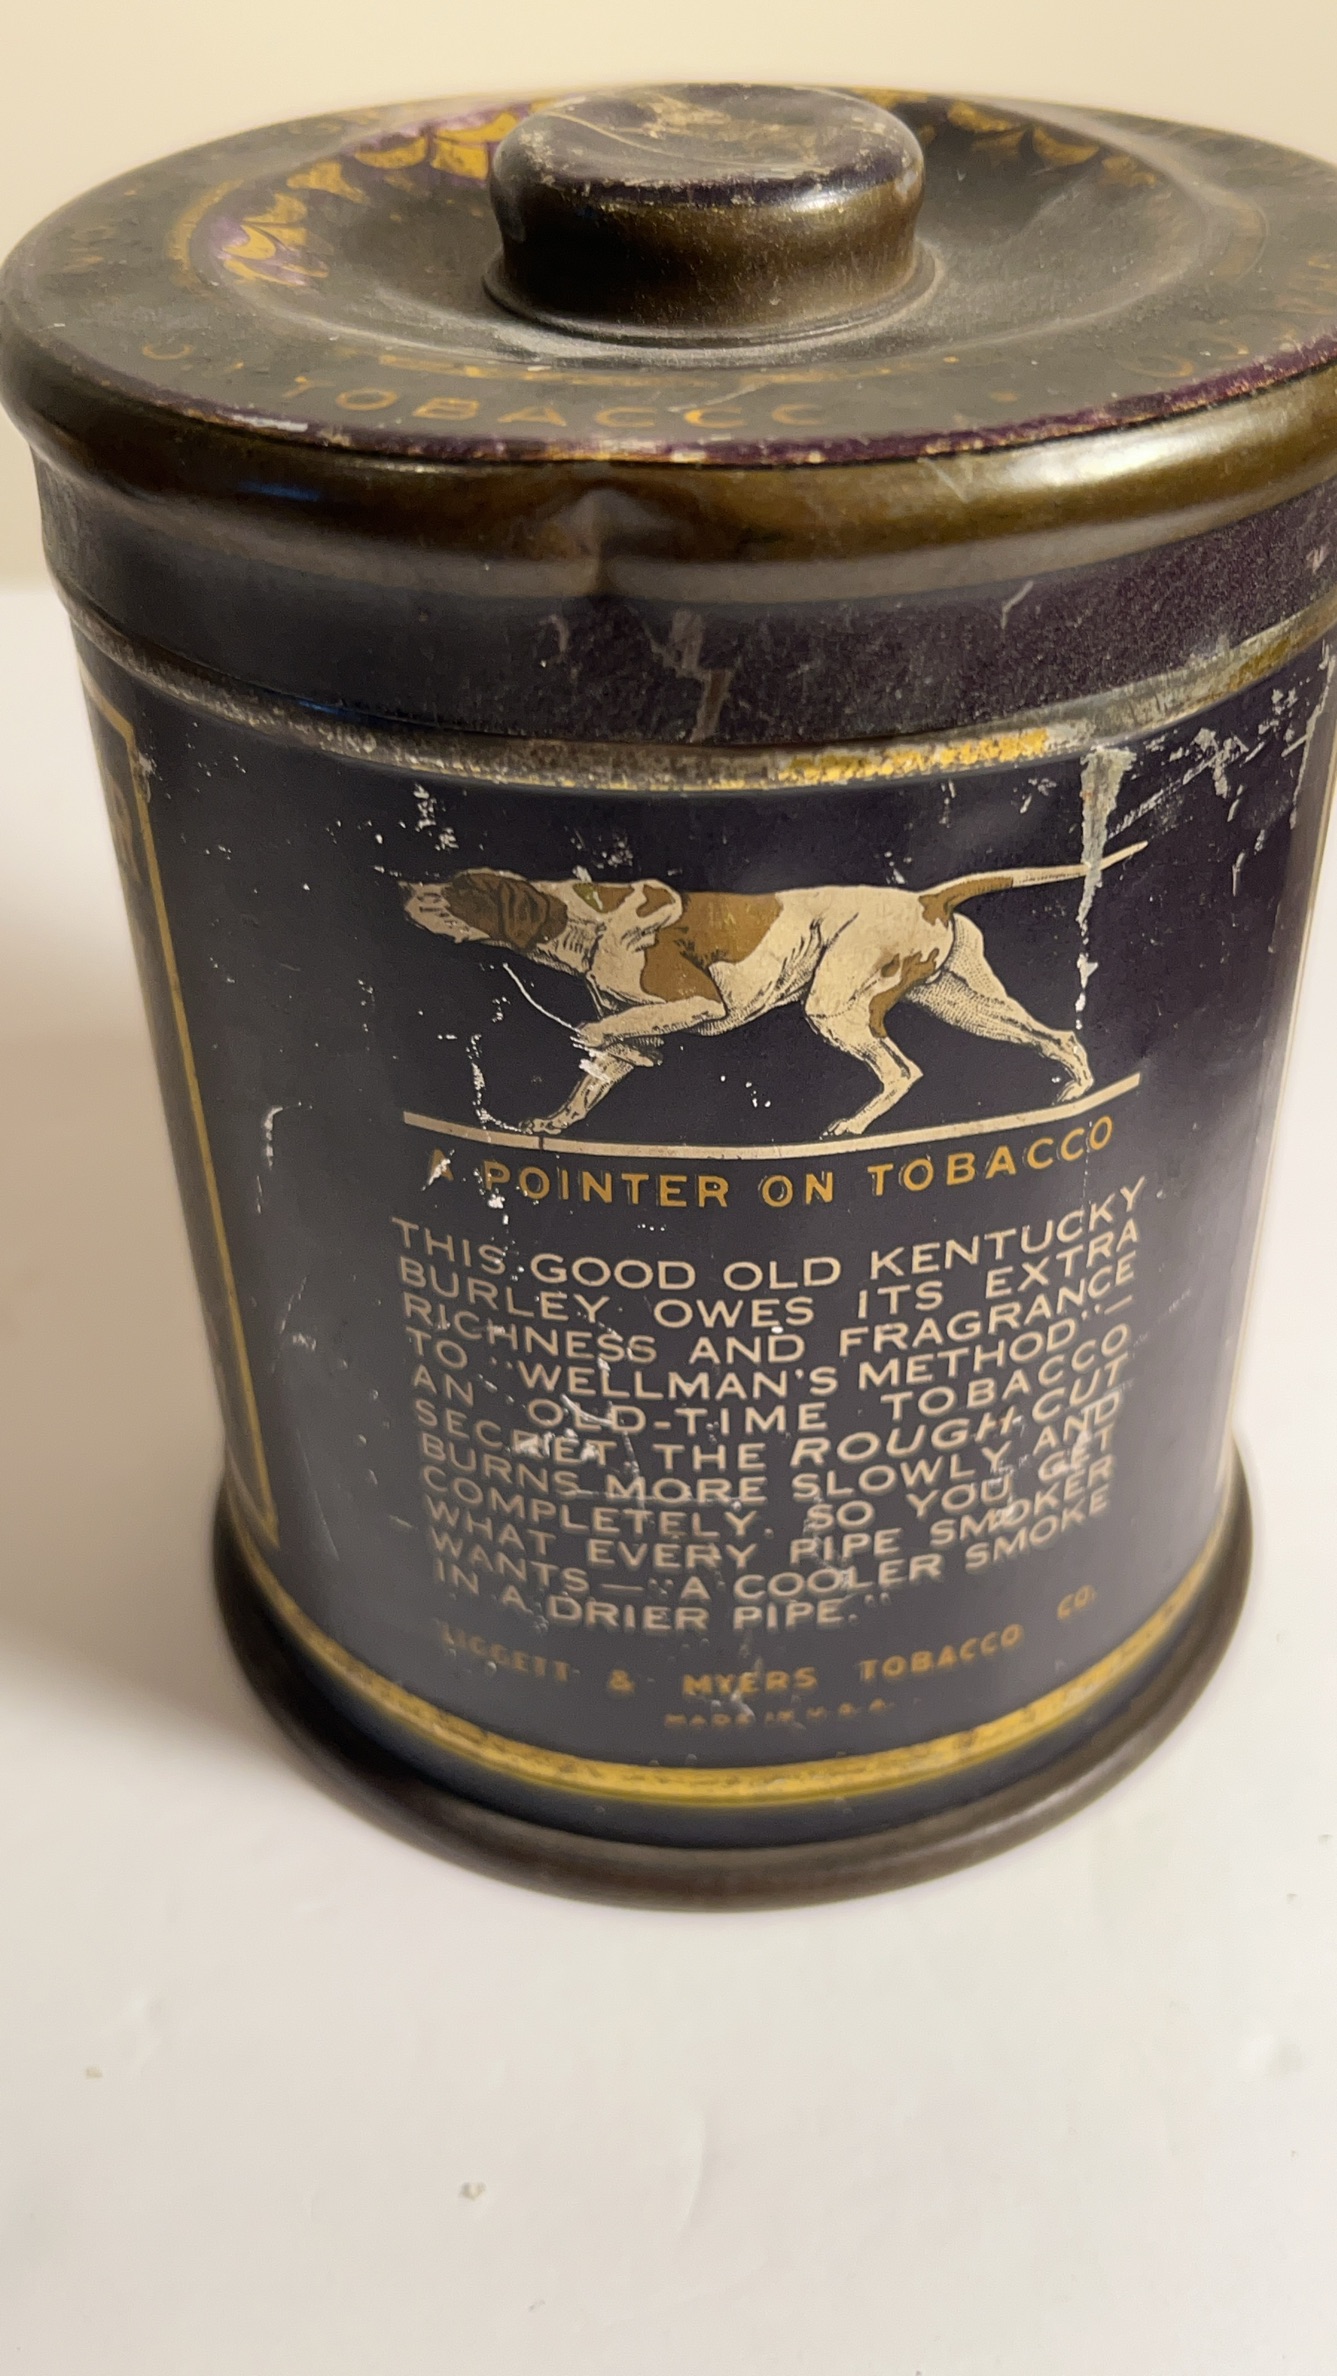 TOBACCO
A POINTER ON TOBACCO
THIS GOOD OLD KENTUCKY
BURLEY OWES ITS EXTRA
RICHNESS AND FRAGRANCE
TO "WELLMAN'S METHOD"—
AN OLD-TIME TOBACCO
SECRET. THE ROUGH CUT
BURNS MORE SLOWLY AND
COMPLETELY. SO YOU GET
WHAT EVERY PIPE SMOKER
WANTS—"A COOLER SMOKE
IN A DRIER PIPE."
LIGGETT & MYERS TOBACCO CO.
MADE IN U.S.A.